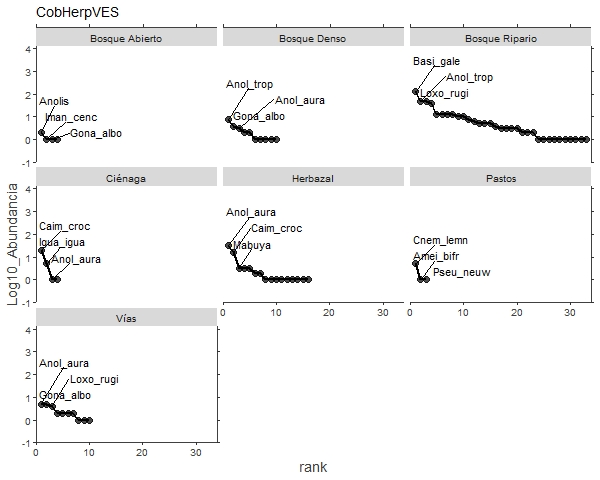 CobHerpVES
Bosque Abierto
Bosque Denso
Bosque Ripario
4
3
2
1
0
-1
Anolis
Iman_cenc
Gona_albo
Anol_trop
Anol_aura
Gona_albo
Basi_gale
Anol_trop
Loxo_rugi
Ciénaga
Herbazal
Pastos
4
3
2
1
0
-1
Caim_croc
Igua_igua
Anol_aura
Anol_aura
Caim_croc
Mabuya
Cnem_lemn
Amei_bifr
Pseu_neuw
0 10 20 30
0 10 20 30
Vías
4
3
2
1
0
-1
Anol_aura
Loxo_rugi
Gona_albo
0 10 20 30
Log10_Abundancia
rank